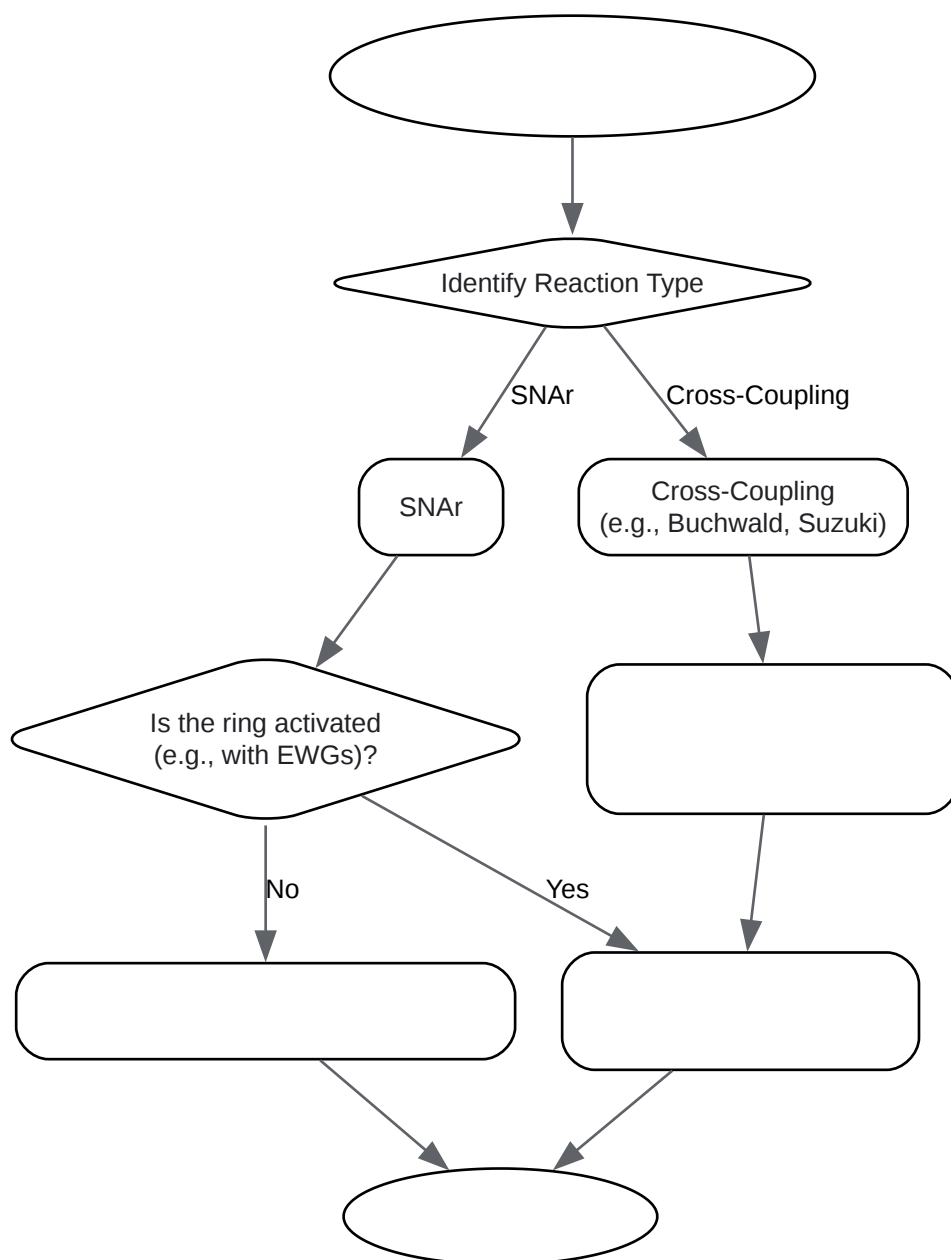 Identify Reaction Type
SNAr
Cross-Coupling
SNAr
Cross-Coupling
(e.g., Buchwald, Suzuki)
Is the ring activated
(e.g., with EWGs)?
No
Yes